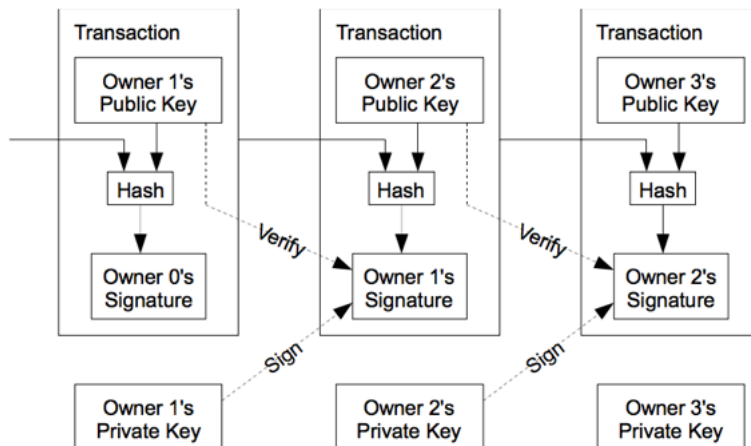 Transaction
Transaction
Transaction
Owner 1's
Public Key
Owner 2's
Public Key
Owner 3's
Public Key
Hash
Hash
Hash
Verify
Verify
Owner 0's
Signature
Owner 1's
Signature
Owner 2's
Signature
Sign
Sign
Owner 1's
Private Key
Owner 2's
Private Key
Owner 3's
Private Key